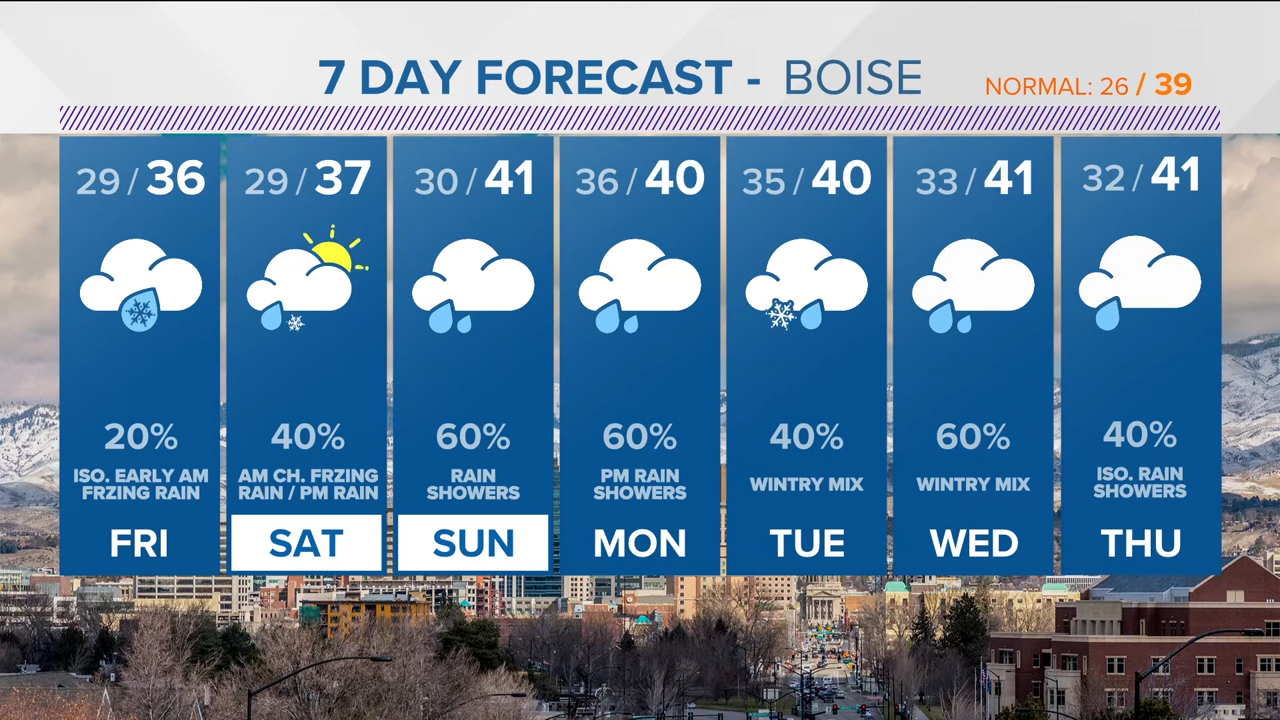 7 DAY FORECAST - BOISE
NORMAL: 26 / 39
29 / 36
20%
ISO. EARLY AM
FRZING RAIN
FRI
29 / 37
40%
AM CH. FRZING
RAIN / PM RAIN
SAT
30 / 41
60%
RAIN
SHOWERS
SUN
36 / 40
60%
PM RAIN
SHOWERS
MON
35 / 40
40%
WINTRY MIX
TUE
33 / 41
60%
WINTRY MIX
WED
32 / 41
40%
ISO. RAIN
SHOWERS
THU